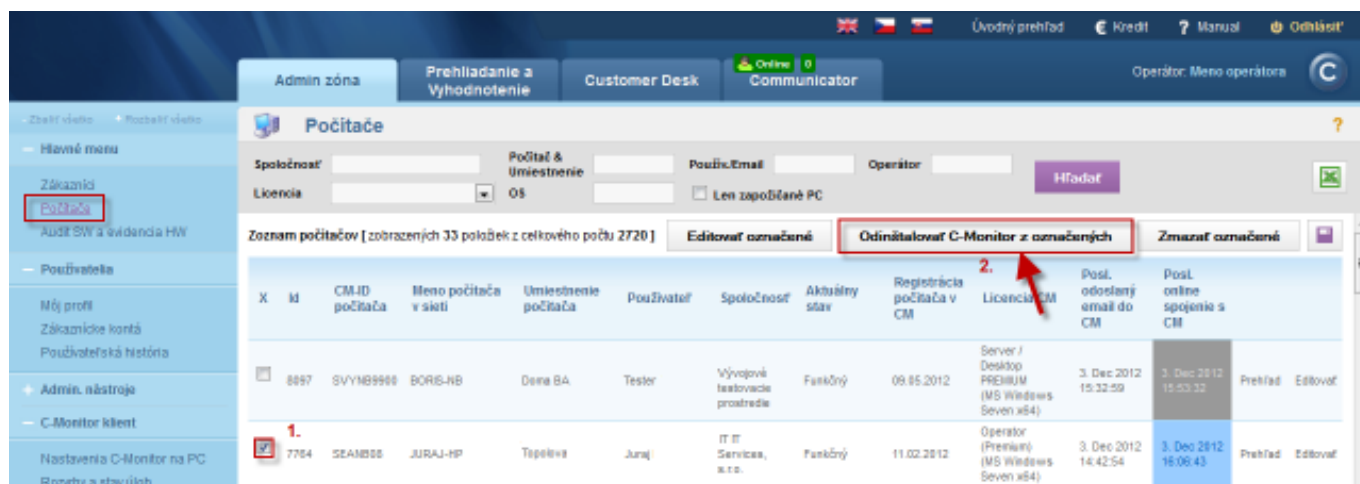 Úvodný prehľad € Kredit ? Manual Odhlásiť
Admin zóna
Prehliadanie a
Vyhodnotenie
Customer Desk
Online 0
Communicator
Operátor: Meno operátora
Zbaliť všetko + Rozbaliť všetko
Hlavné menu
Zákazníci
Počítače
Audit SW a evidencia HW
Používatelia
Môj profil
Zákaznícke kontá
Používateľská história
Admin. nástroje
C-Monitor klient
Nastavenia C-Monitor na PC
Počítače ?
Spoločnosť
Počítač &
Umiestnenie
Použív./Email
Operátor
Hľadať
Licencia
OS
Len zapožičané PC
Zoznam počítačov [ zobrazených 33 položiek z celkového počtu 2720 ]
Editovať označené
Odinštalovať C-Monitor z označených
Zmazať označené
2.
X
Id
CM-ID
počítača
Meno počítača
v sieti
Umiestnenie
počítača
Používateľ
Spoločnosť
Aktuálny
stav
Registrácia
počítača v
CM
Licencia CM
Posl.
odoslaný
email do
CM
Posl.
online
spojenie s
CM
8097
SVYNB9900
BORIS-NB
Doma BA
Tester
Vývojové
testovacie
prostredie
Funkčný
09.05.2012
Server /
Desktop
PREMIUM
(MS Windows
Seven x64)
3. Dec 2012
15:32:59
3. Dec 2012
15:53:32
Prehľad
Editovať
1.
7764
SEANB08
JURAJ-HP
Juraj
IT IT
Services,
s.r.o.
Funkčný
11.02.2012
Operator
(Premium)
(MS Windows
Seven x64)
3. Dec 2012
14:42:54
3. Dec 2012
16:06:43
Prehľad
Editovať